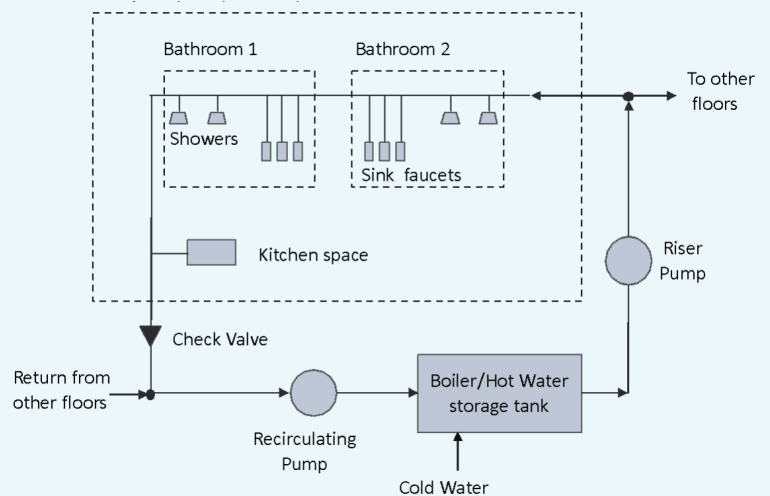 Bathroom 1
Bathroom 2
To other
floors
Showers
Sink faucets
Kitchen space
Riser
Pump
Check Valve
Return from
other floors
Boiler/Hot Water
storage tank
Recirculating
Pump
Cold Water